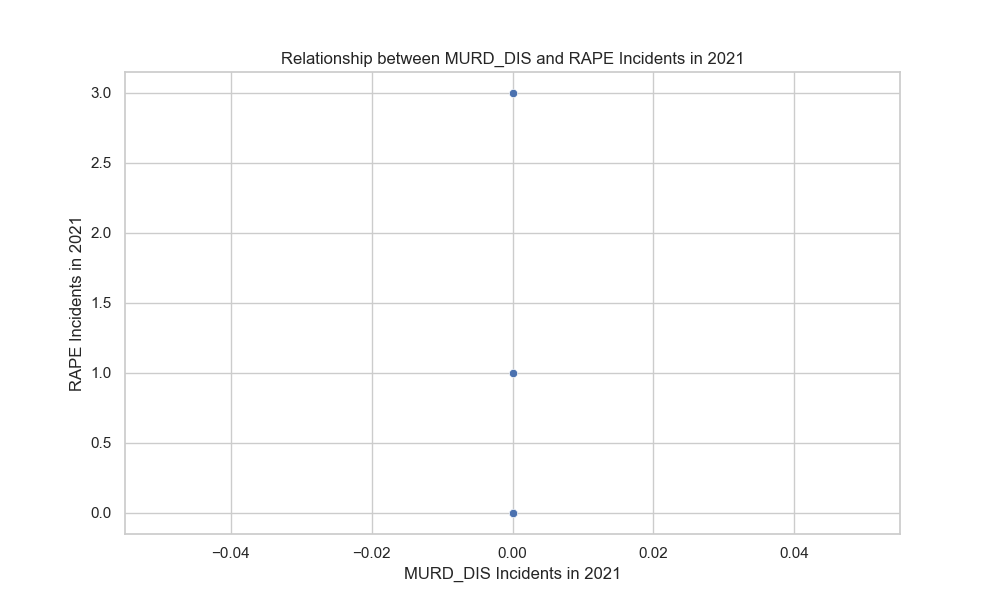 Relationship between MURD_DIS and RAPE Incidents in 2021
3.0
2.5
2.0
1.5
1.0
0.5
0.0
RAPE Incidents in 2021
−0.04 −0.02 0.00 0.02 0.04
MURD_DIS Incidents in 2021